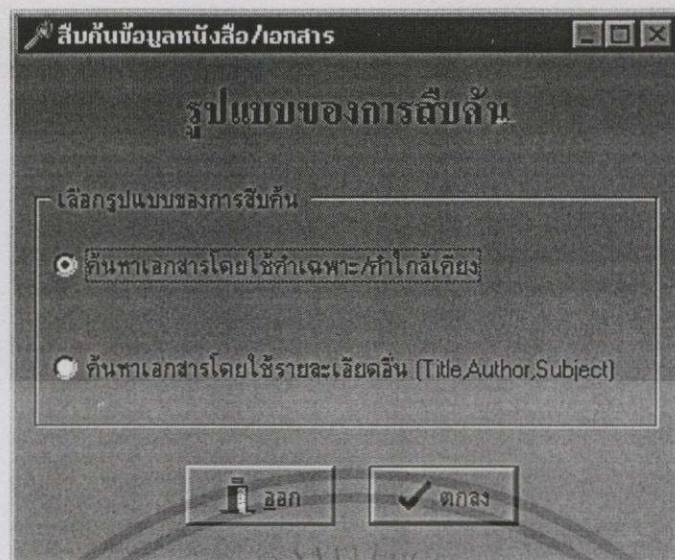 สืบค้นข้อมูลหนังสือ/เอกสาร
รูปแบบของการสืบค้น
เลือกรูปแบบของการสืบค้น
ค้นหาเอกสารโดยใช้คำเฉพาะ/คำใกล้เคียง
ค้นหาเอกสารโดยใช้รายละเอียดอื่น (Title,Author,Subject)
ออก
ตกลง